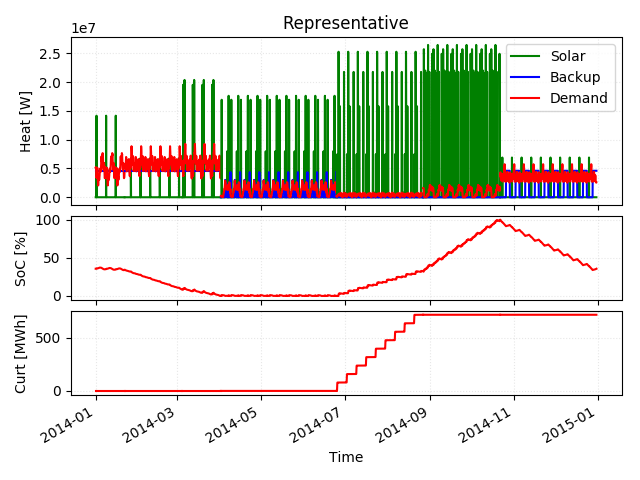 Representative
1e7
Heat [W]
2.5
2.0
1.5
1.0
0.5
0.0
Solar
Backup
Demand
SoC [%]
100
50
0
Curt [MWh]
500
0
2014-01
2014-03
2014-05
2014-07
2014-09
2014-11
2015-01
Time